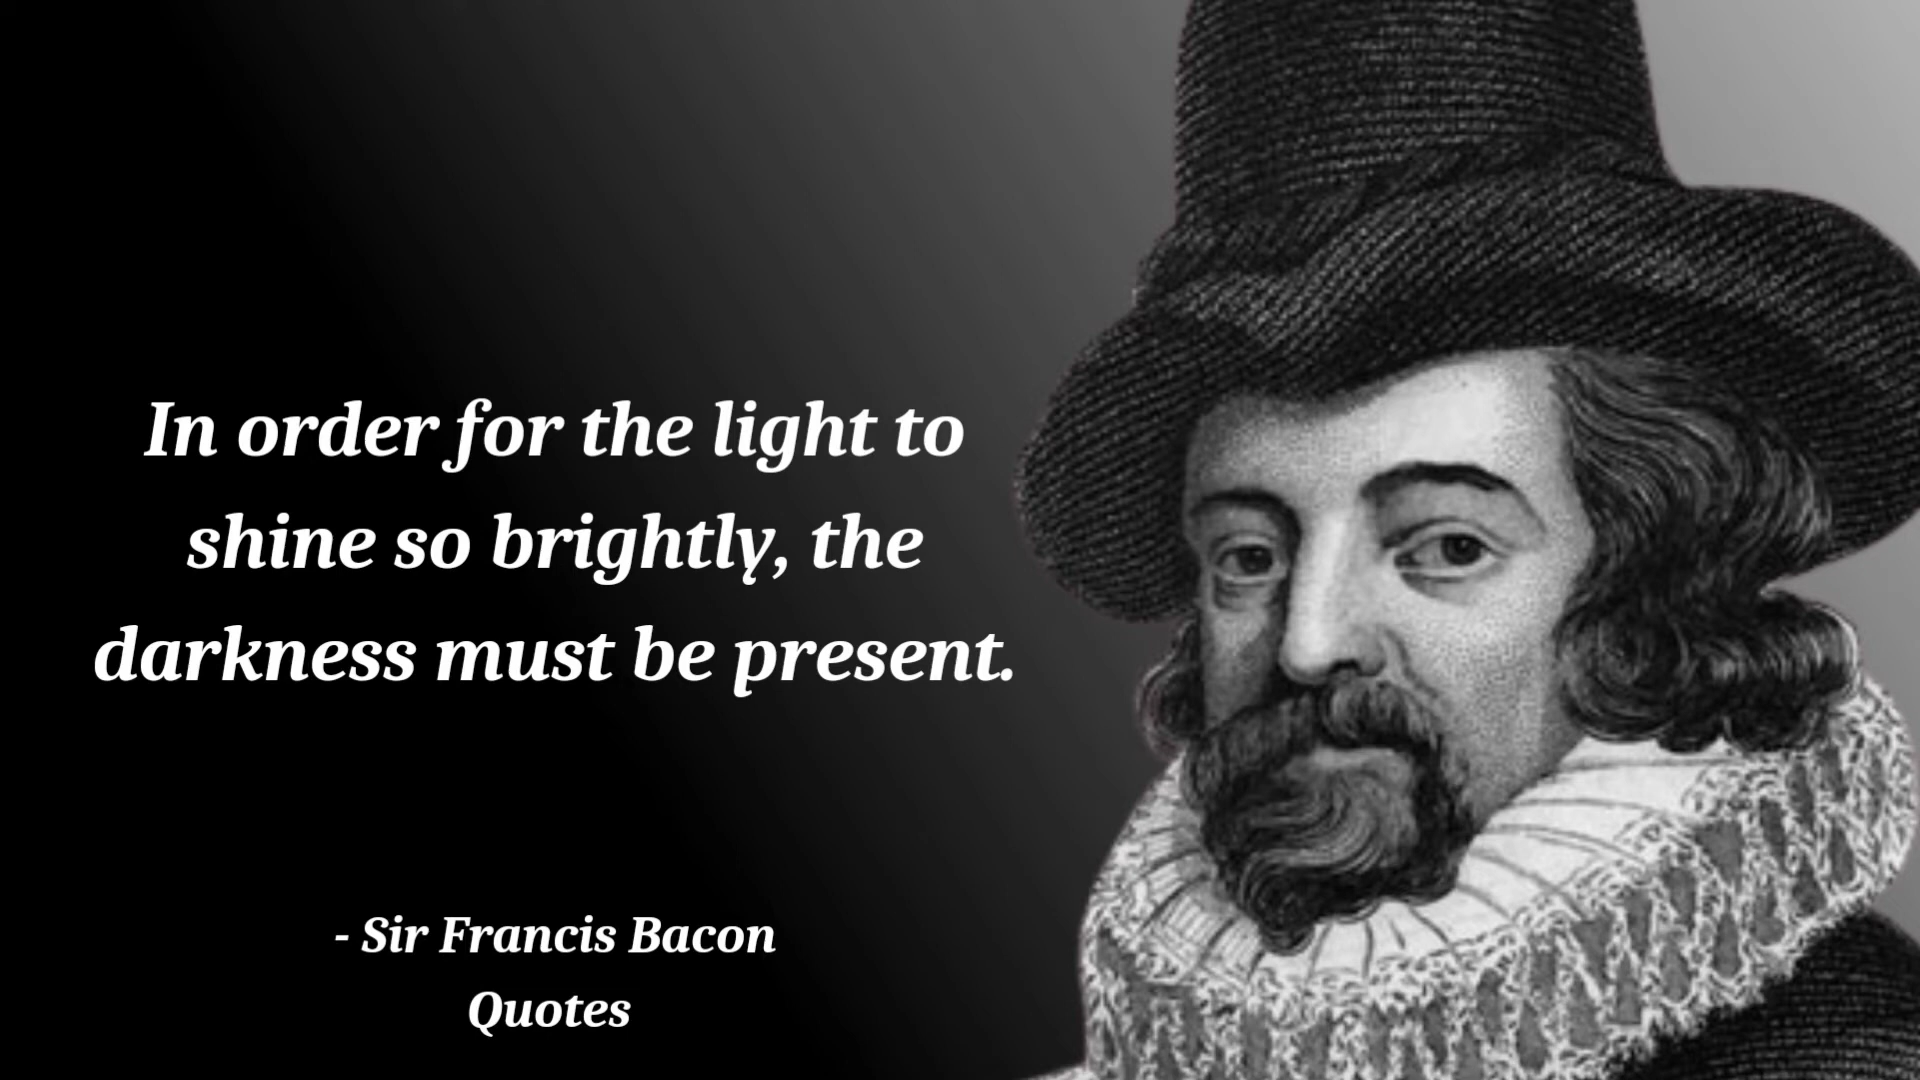 In order for the light to
shine so brightly, the
darkness must be present.
- Sir Francis Bacon
Quotes